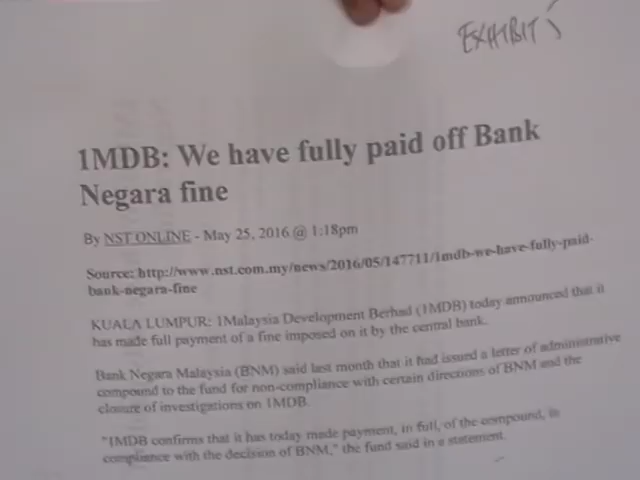 EXHIBIT
1MDB: We have fully paid off Bank
Negara fine
By NST ONLINE - May 25, 2016 @ 1:18pm
Source: http://www.nst.com.my/news/2016/05/147711/1mdb-we-have-fully-paid-
bank-negara-fine
KUALA LUMPUR: 1Malaysia Development Berhad (1MDB) today announced that it
has made full payment of a fine imposed on it by the central bank.
Bank Negara Malaysia (BNM) said last month that it had issued a letter of administrative
compound to the fund for non-compliance with certain directions of BNM and the
closure of investigations on 1MDB.
"1MDB confirms that it has today made payment, in full, of the compound, in
compliance with the decision of BNM," the fund said in a statement.